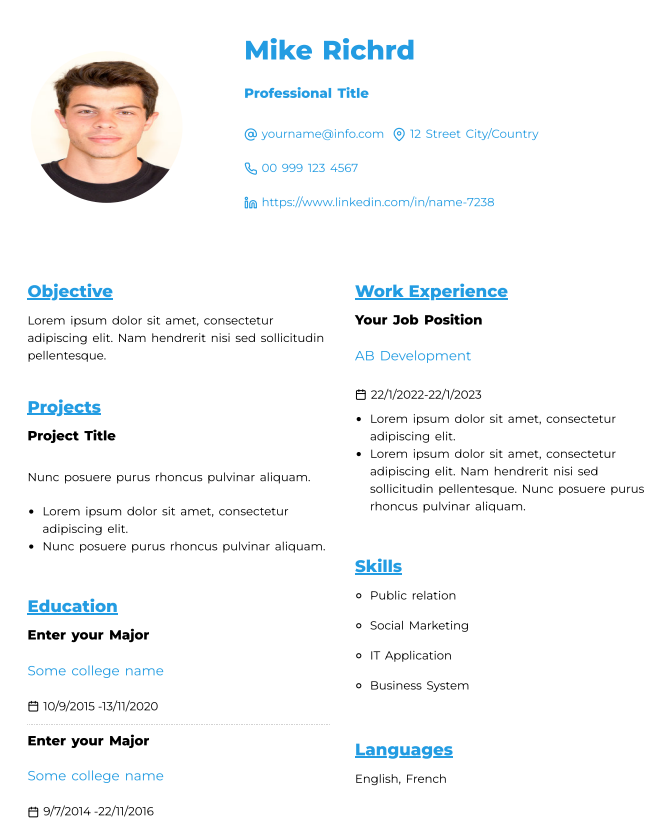 Mike Richrd
Professional Title
yourname@info.com 12 Street City/Country
00 999 123 4567
https://www.linkedin.com/in/name-7238
Objective
Lorem ipsum dolor sit amet, consectetur
adipiscing elit. Nam hendrerit nisi sed sollicitudin
pellentesque.
Projects
Project Title
Nunc posuere purus rhoncus pulvinar aliquam.
• Lorem ipsum dolor sit amet, consectetur
adipiscing elit.
• Nunc posuere purus rhoncus pulvinar aliquam.
Education
Enter your Major
Some college name
10/9/2015 -13/11/2020
Enter your Major
Some college name
9/7/2014 -22/11/2016
Work Experience
Your Job Position
AB Development
22/1/2022-22/1/2023
• Lorem ipsum dolor sit amet, consectetur
adipiscing elit.
• Lorem ipsum dolor sit amet, consectetur
adipiscing elit. Nam hendrerit nisi sed
sollicitudin pellentesque. Nunc posuere purus
rhoncus pulvinar aliquam.
Skills
Public relation
Social Marketing
IT Application
Business System
Languages
English, French